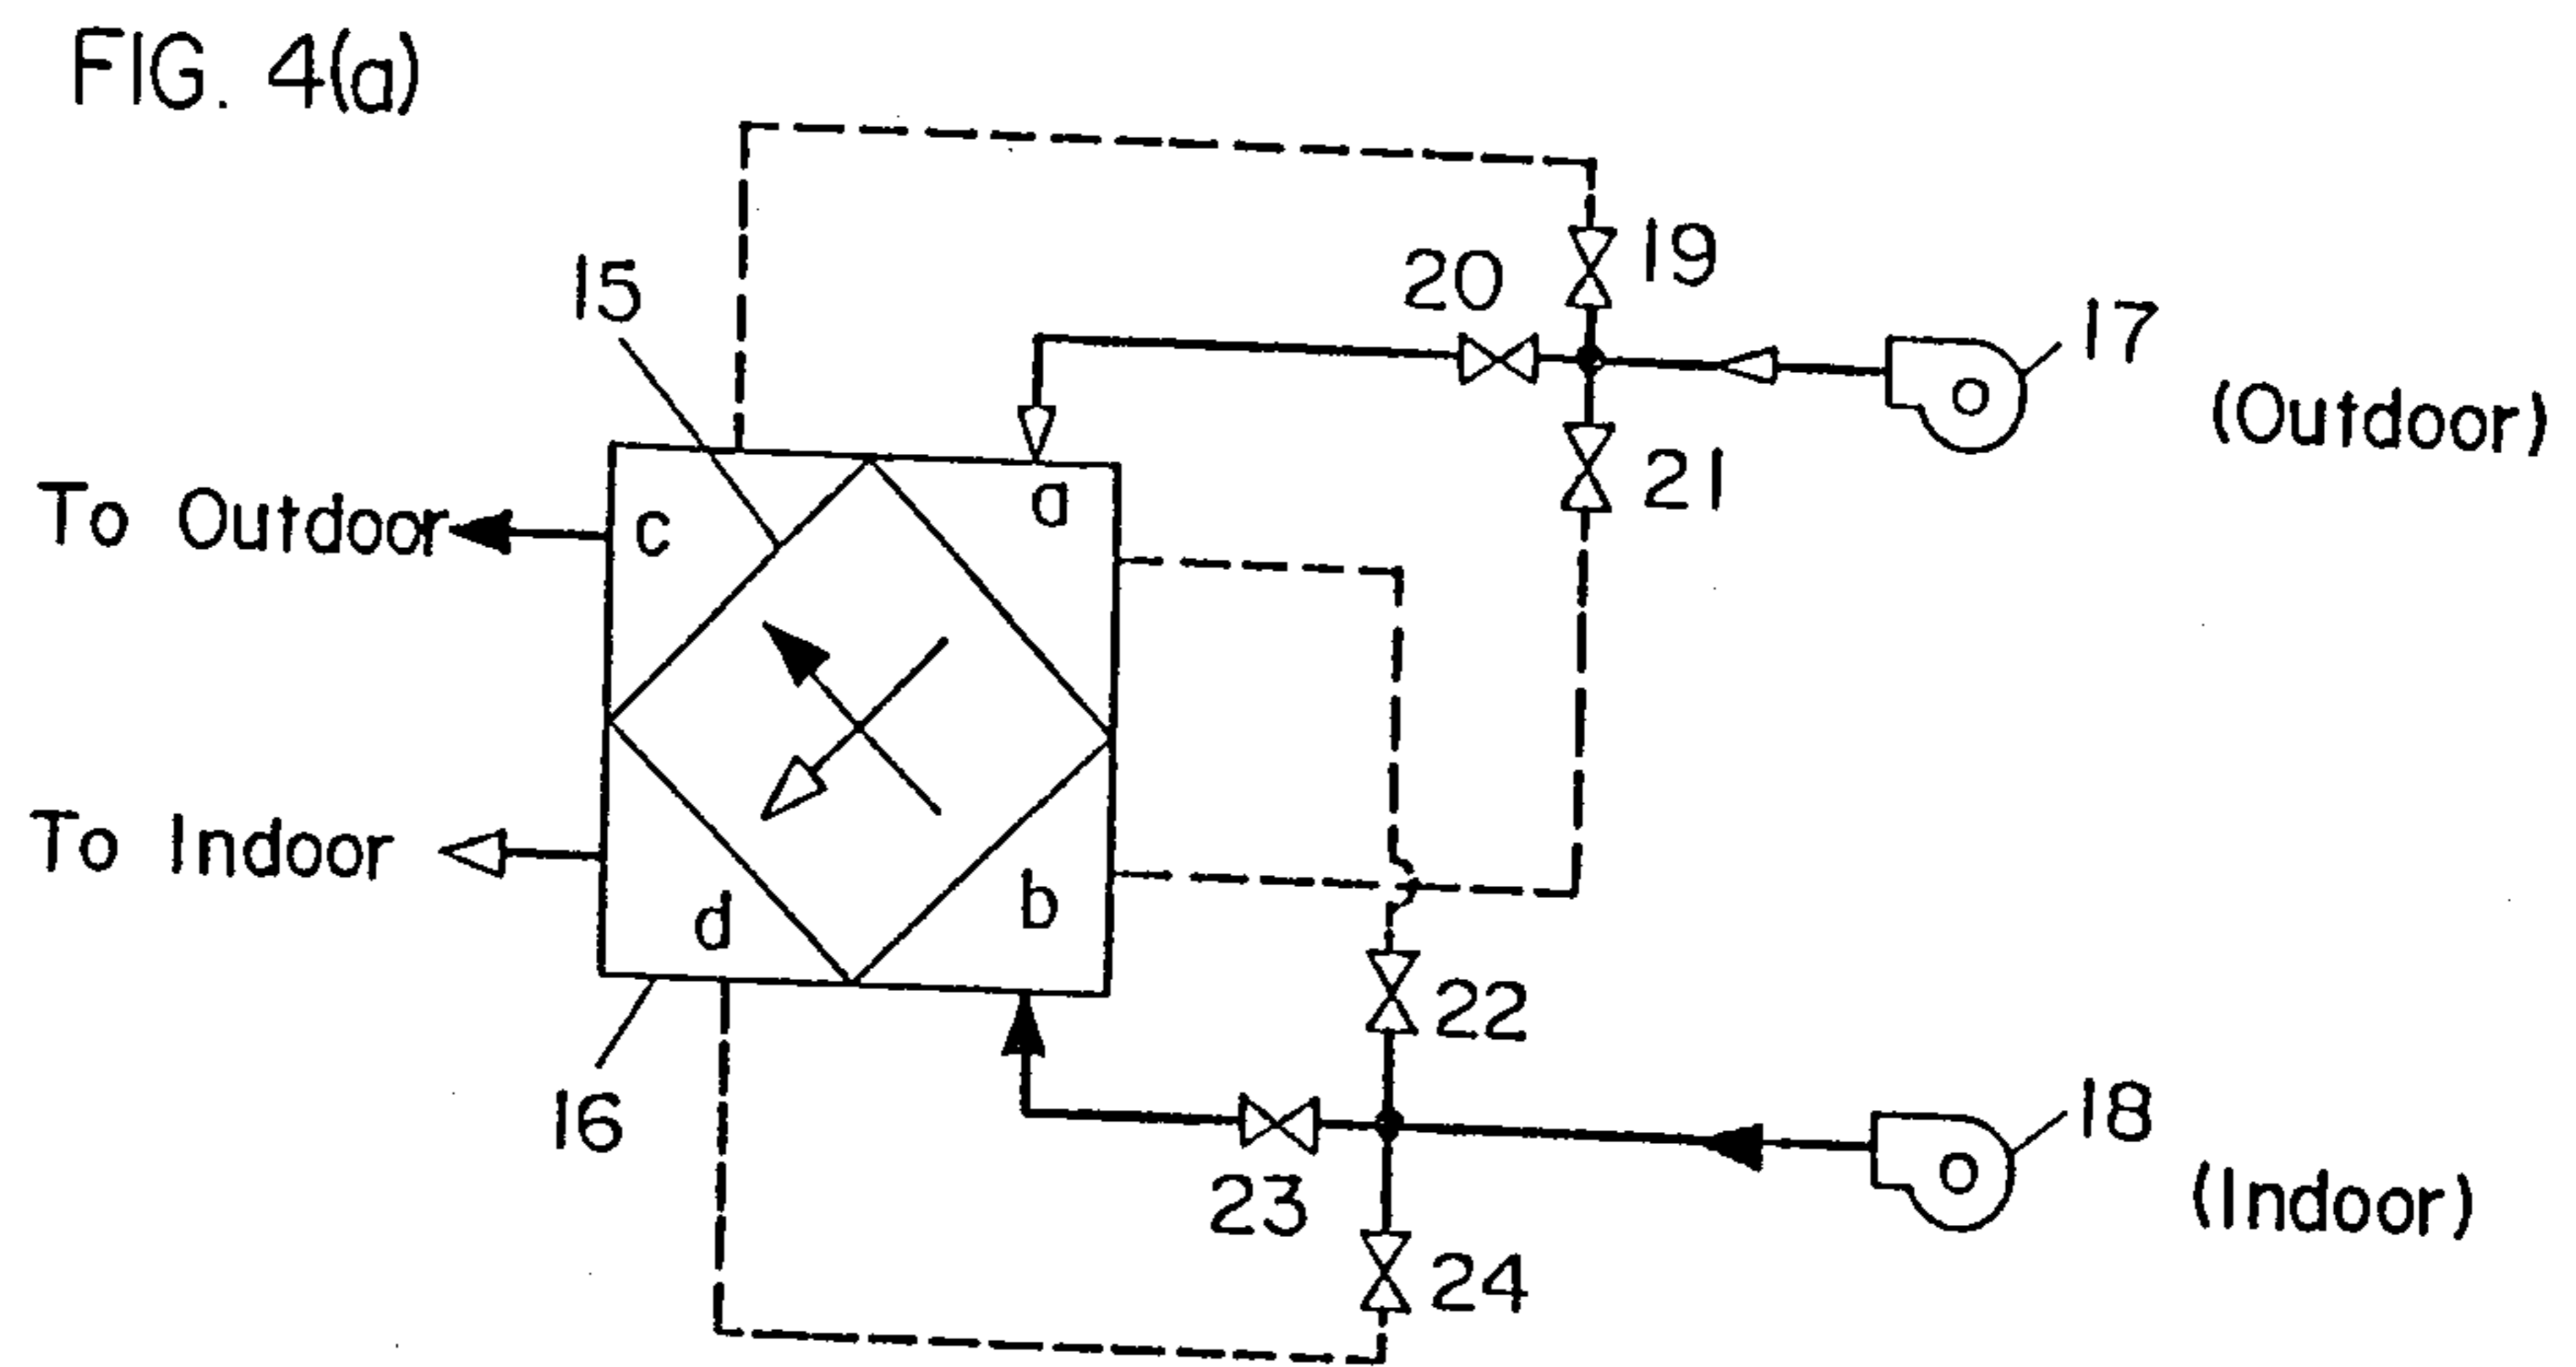 FIG. 4(a)
19
20
15
17
(Outdoor)
21
a
To Outdoor
c
To Indoor
b
d
22
16
18
23
(Indoor)
24